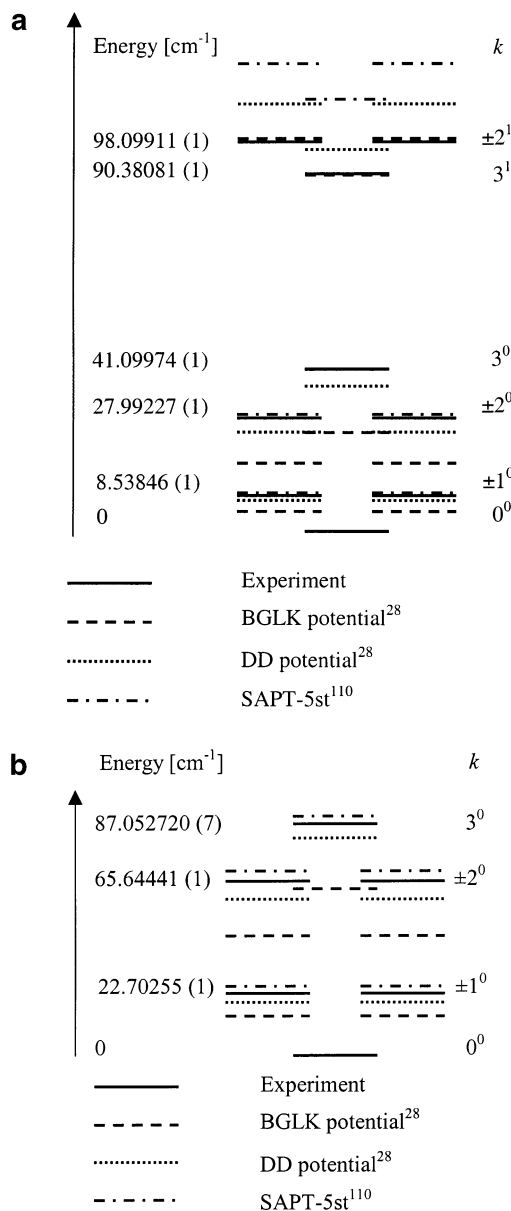 a
Energy [cm⁻¹] k
98.09911 (1) ±2¹
90.38081 (1) 3¹
41.09974 (1) 3⁰
27.99227 (1) ±2⁰
8.53846 (1) ±1⁰
0 0⁰
Experiment
BGLK potential²⁸
DD potential²⁸
SAPT-5st¹¹⁰
b
Energy [cm⁻¹] k
87.052720 (7) 3⁰
65.64441 (1) ±2⁰
22.70255 (1) ±1⁰
0 0⁰
Experiment
BGLK potential²⁸
DD potential²⁸
SAPT-5st¹¹⁰